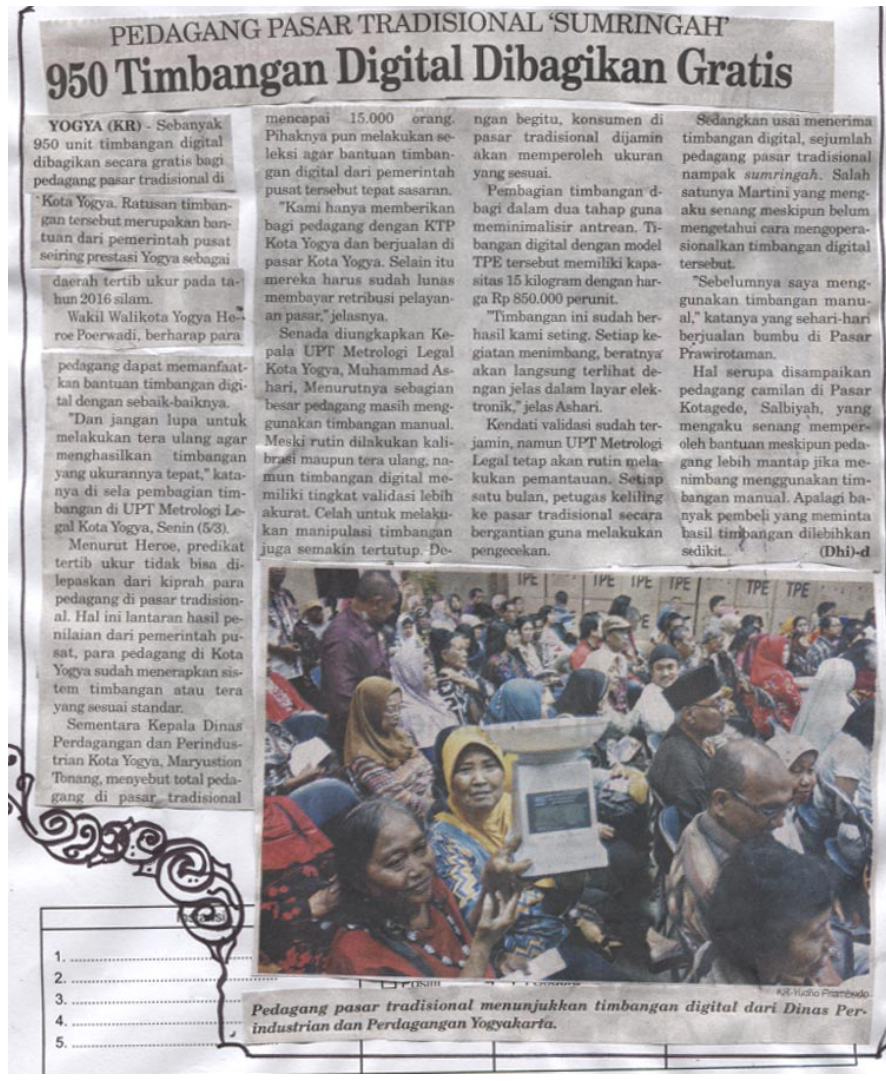 PEDAGANG PASAR TRADISIONAL 'SUMRINGAH'
950 Timbangan Digital Dibagikan Gratis
YOGYA (KR) - Sebanyak
950 unit timbangan digital
dibagikan secara gratis bagi
pedagang pasar tradisional di
Kota Yogya. Ratusan timban-
gan tersebut merupakan ban-
tuan dari pemerintah pusat
seiring prestasi Yogya sebagai
daerah tertib ukur pada ta-
hun 2016 silam.
Wakil Walikota Yogya He-
roe Poerwadi, berharap para
pedagang dapat memanfaat-
kan bantuan timbangan digi-
tal dengan sebaik-baiknya.
"Dan jangan lupa untuk
melakukan tera ulang agar
menghasilkan timbangan
yang ukurannya tepat," kata-
nya di sela pembagian tim-
bangan di UPT Metrologi Le-
gal Kota Yogya, Senin (5/3).
Menurut Heroe, predikat
tertib ukur tidak bisa di-
lepaskan dari kiprah para
pedagang di pasar tradision-
al. Hal ini lantaran hasil pe-
nilaian dari pemerintah pu-
sat, para pedagang di Kota
Yogya sudah menerapkan sis-
tem timbangan atau tera
yang sesuai standar.
Sementara Kepala Dinas
Perdagangan dan Perindus-
trian Kota Yogya, Maryustion
Tonang, menyebut total peda-
gang di pasar tradisional
mencapai 15.000 orang.
Pihaknya pun melakukan se-
leksi agar bantuan timban-
gan digital dari pemerintah
pusat tersebut tepat sasaran.
"Kami hanya memberikan
bagi pedagang dengan KTP
Kota Yogya dan berjualan di
pasar Kota Yogya. Selain itu
mereka harus sudah lunas
membayar retribusi pelayan-
an pasar," jelasnya.
Senada diungkapkan Ke-
pala UPT Metrologi Legal
Kota Yogya, Muhammad As-
hari, Menurutnya sebagian
besar pedagang masih meng-
gunakan timbangan manual.
Meski rutin dilakukan kali-
brasi maupun tera ulang, na-
mun timbangan digital me-
miliki tingkat validasi lebih
akurat. Celah untuk melaku-
kan manipulasi timbangan
juga semakin tertutup. De-
ngan begitu, konsumen di
pasar tradisional dijamin
akan memperoleh ukuran
yang sesuai.
Pembagian timbangan d-
bagi dalam dua tahap guna
meminimalisir antrean. Ti-
bangan digital dengan model
TPE tersebut memiliki kapa-
sitas 15 kilogram dengan har-
ga Rp 850.000 perunit.
"Timbangan ini sudah ber-
hasil kami seting. Setiap ke-
giatan menimbang, beratnya
akan langsung terlihat de-
ngan jelas dalam layar elek-
tronik," jelas Ashari.
Kendati validasi sudah ter-
jamin, namun UPT Metrologi
Legal tetap akan rutin mela-
kukan pemantauan. Setiap
satu bulan, petugas keliling
ke pasar tradisional secara
bergantian guna melakukan
pengecekan.
Sedangkan usai menerima
timbangan digital, sejumlah
pedagang pasar tradisional
nampak sumringah. Salah
satunya Martini yang meng-
aku senang meskipun belum
mengetahui cara mengopera-
sionalkan timbangan digital
tersebut.
"Sebelumnya saya meng-
gunakan timbangan manu-
al," katanya yang sehari-hari
berjualan bumbu di Pasar
Prawirotaman.
Hal serupa disampaikan
pedagang camilan di Pasar
Kotagede, Salbiyah, yang
mengaku senang memper-
oleh bantuan meskipun peda-
gang lebih mantap jika me-
nimbang menggunakan tim-
bangan manual. Apalagi ba-
nyak pembeli yang meminta
hasil timbangan dilebihkan
sedikit. (Dhi)-d
TPE TPE TPE TPE TPE TPE
KR-Yudho Priambodo
Pedagang pasar tradisional menunjukkan timbangan digital dari Dinas Per-
industrian dan Perdagangan Yogyakarta.
1.
2.
3.
4.
5.